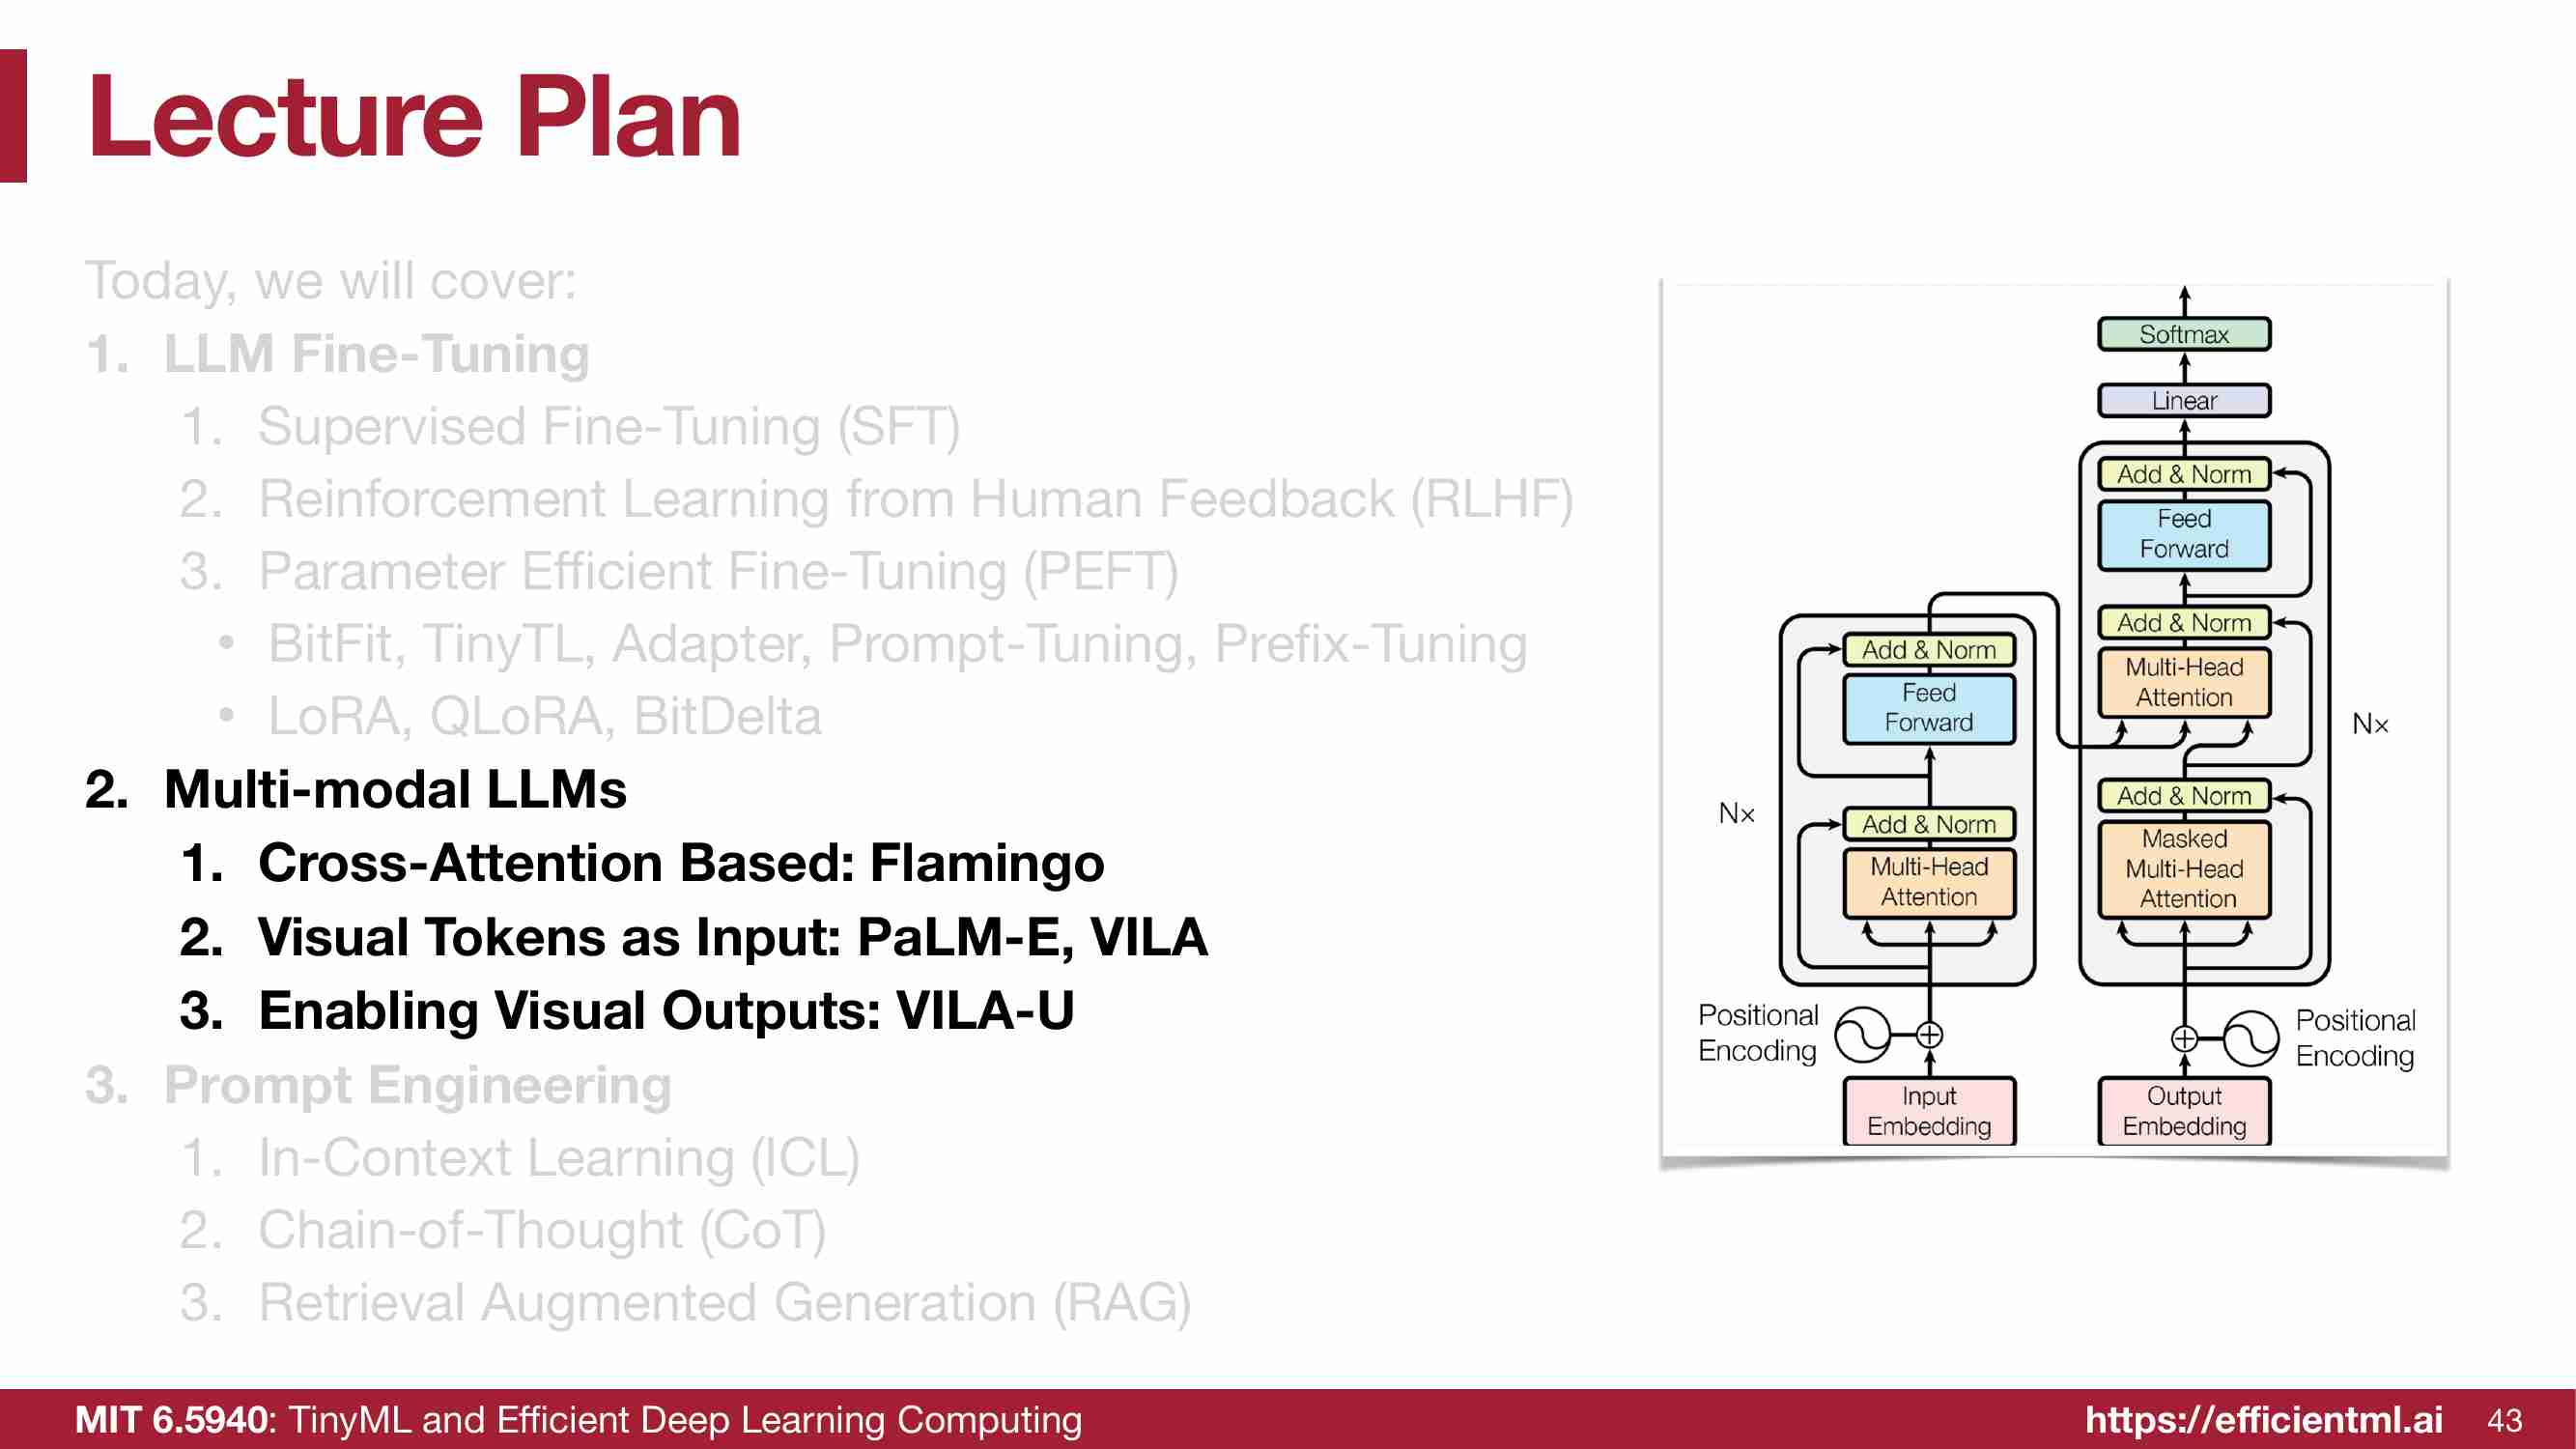 Lecture Plan
Today, we will cover:
1. LLM Fine-Tuning
1. Supervised Fine-Tuning (SFT)
2. Reinforcement Learning from Human Feedback (RLHF)
3. Parameter Efficient Fine-Tuning (PEFT)
• BitFit, TinyTL, Adapter, Prompt-Tuning, Prefix-Tuning
• LoRA, QLoRA, BitDelta
2. Multi-modal LLMs
1. Cross-Attention Based: Flamingo
2. Visual Tokens as Input: PaLM-E, VILA
3. Enabling Visual Outputs: VILA-U
3. Prompt Engineering
1. In-Context Learning (ICL)
2. Chain-of-Thought (CoT)
3. Retrieval Augmented Generation (RAG)
Softmax
Linear
Add & Norm
Feed
Forward
Add & Norm
Multi-Head
Attention
N×
Add & Norm
Masked
Multi-Head
Attention
Add & Norm
Feed
Forward
N×
Add & Norm
Multi-Head
Attention
Positional
Encoding
Positional
Encoding
Input
Embedding
Output
Embedding
MIT 6.5940: TinyML and Efficient Deep Learning Computing
https://efficientml.ai
43